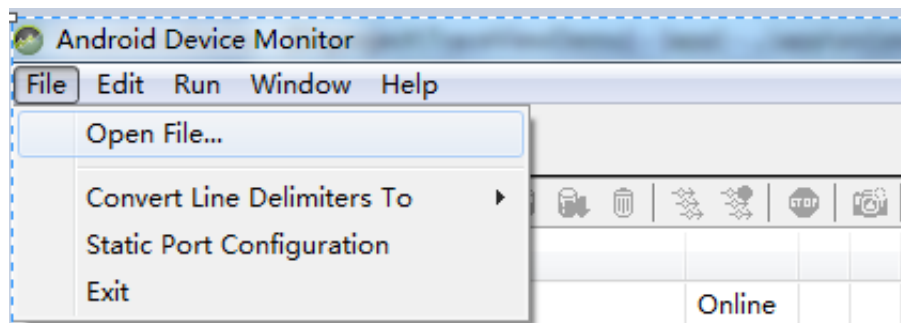 Android Device Monitor
File Edit Run Window Help
Open File...
Convert Line Delimiters To
Static Port Configuration
Exit
Online
STOP